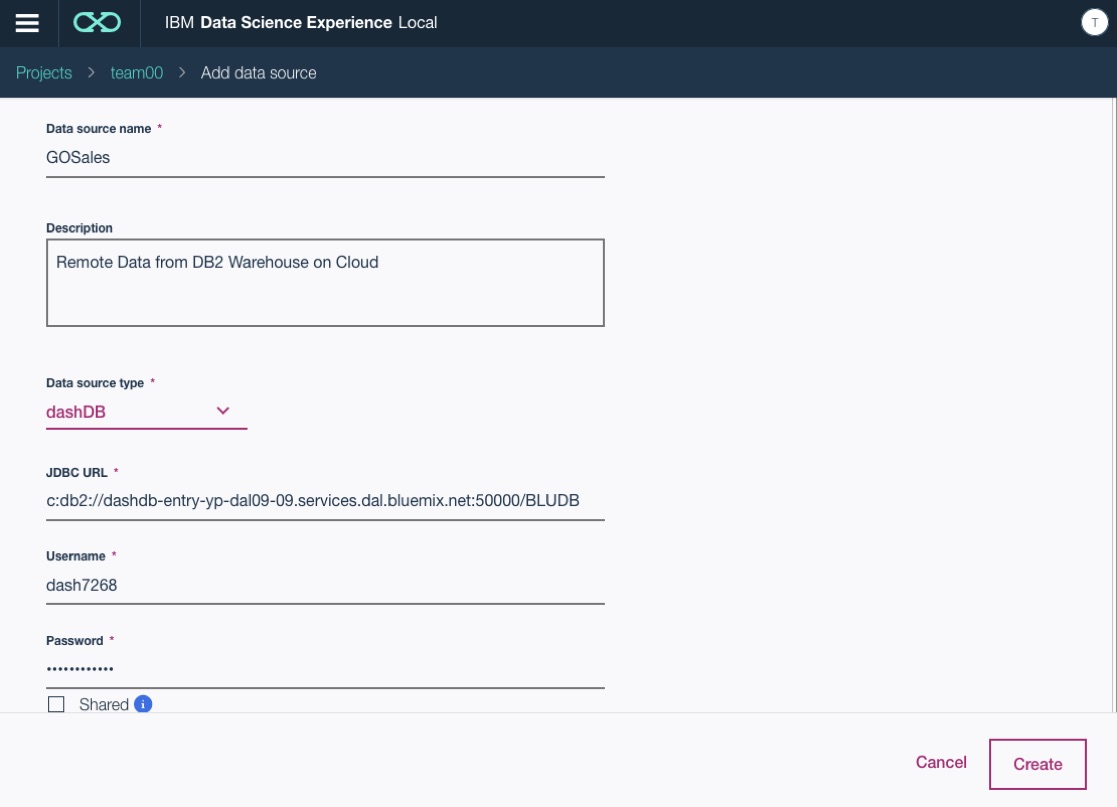 IBM Data Science Experience Local
T
Projects > team00 > Add data source
Data source name *
GOSales
Description
Remote Data from DB2 Warehouse on Cloud
Data source type *
dashDB
JDBC URL *
c:db2://dashdb-entry-yp-dal09-09.services.dal.bluemix.net:50000/BLUDB
Username *
dash7268
Password *
••••••••••••
Shared i
Cancel
Create